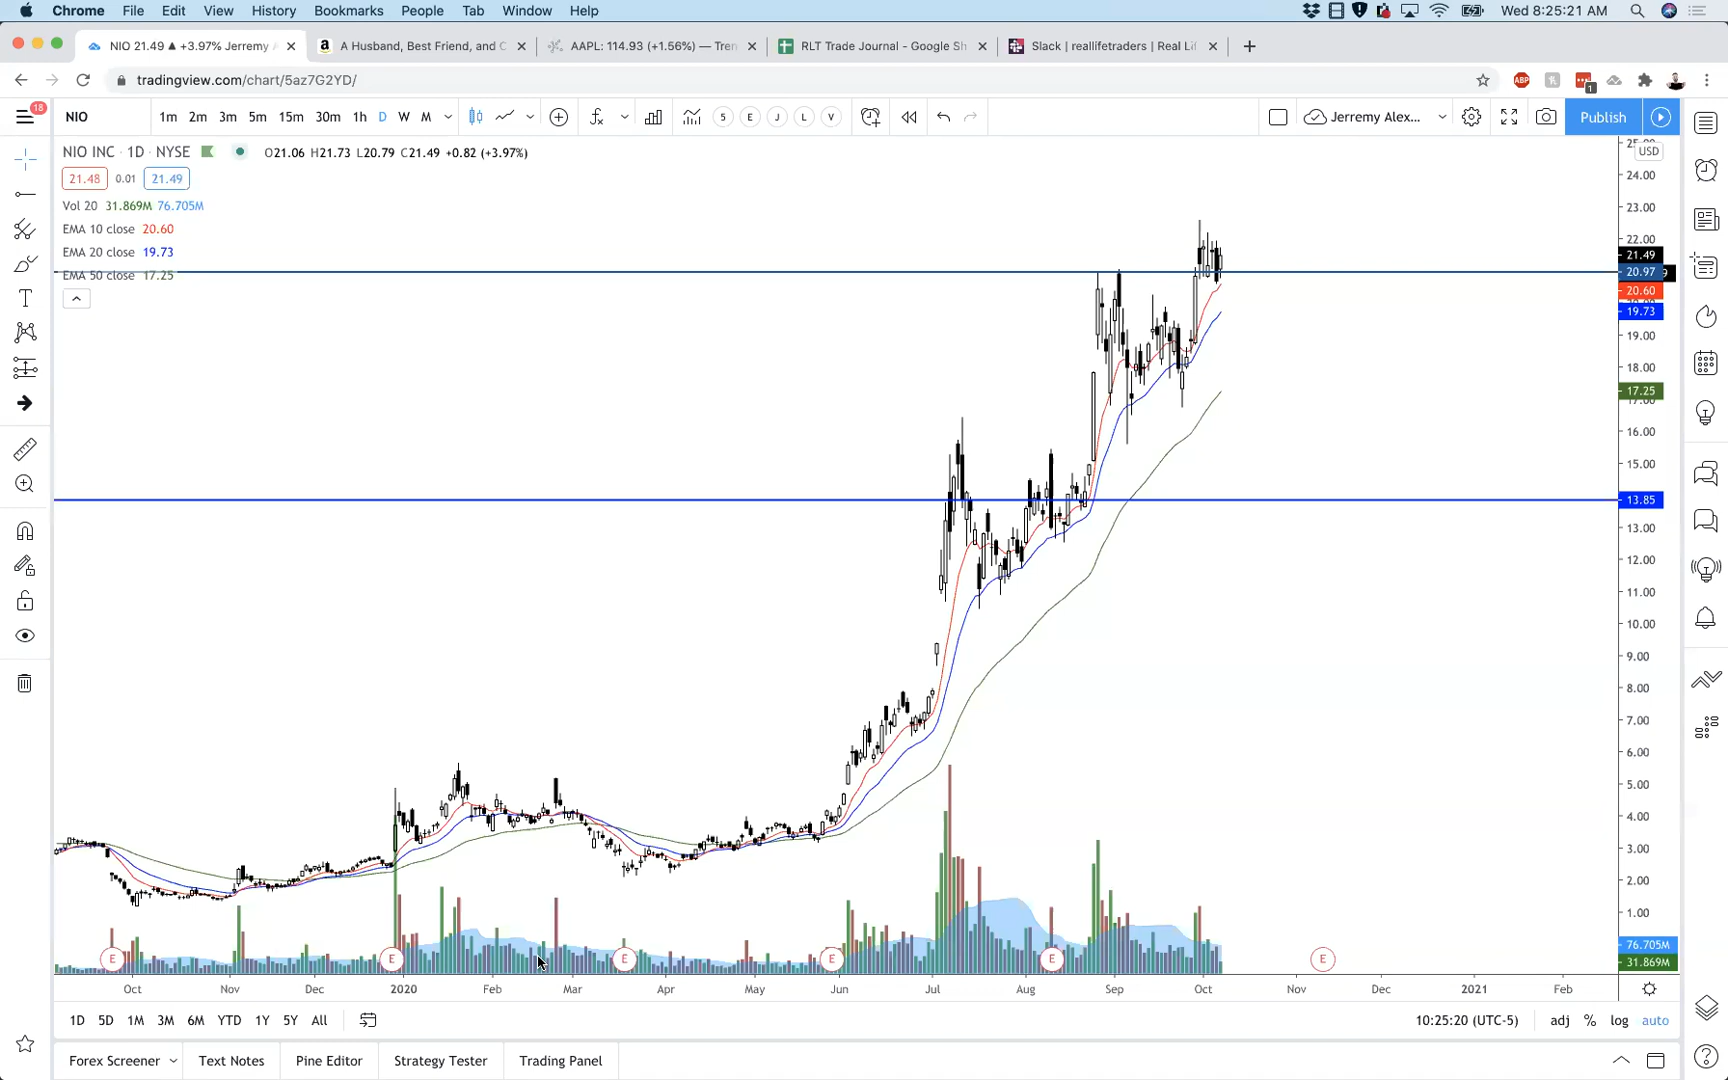 Chrome File Edit View History Bookmarks People Tab Window Help Wed 8:25:21 AM
NIO 21.49 ▲ +3.97% Jerremy A A Husband, Best Friend, and C AAPL: 114.93 (+1.56%) — Tren RLT Trade Journal - Google Sh Slack | reallifetraders | Real Li
tradingview.com/chart/5az7G2YD/ ABP 1
18 NIO 1m 2m 3m 5m 15m 30m 1h D W M 5 E J L V Jerremy Alex... Publish
NIO INC · 1D · NYSE O21.06 H21.73 L20.79 C21.49 +0.82 (+3.97%) USD
21.48 0.01 21.49
Vol 20 31.869M 76.705M
EMA 10 close 20.60
EMA 20 close 19.73
EMA 50 close 17.25
24.00
23.00
22.00
21.49
20.97
20.60
19.73
19.00
18.00
17.25
17.00
16.00
15.00
13.85
13.00
12.00
11.00
10.00
9.00
8.00
7.00
6.00
5.00
4.00
3.00
2.00
1.00
76.705M
31.869M
E E E E E E
Oct Nov Dec 2020 Feb Mar Apr May Jun Jul Aug Sep Oct Nov Dec 2021 Feb
1D 5D 1M 3M 6M YTD 1Y 5Y All 10:25:20 (UTC-5) adj % log auto
Forex Screener Text Notes Pine Editor Strategy Tester Trading Panel